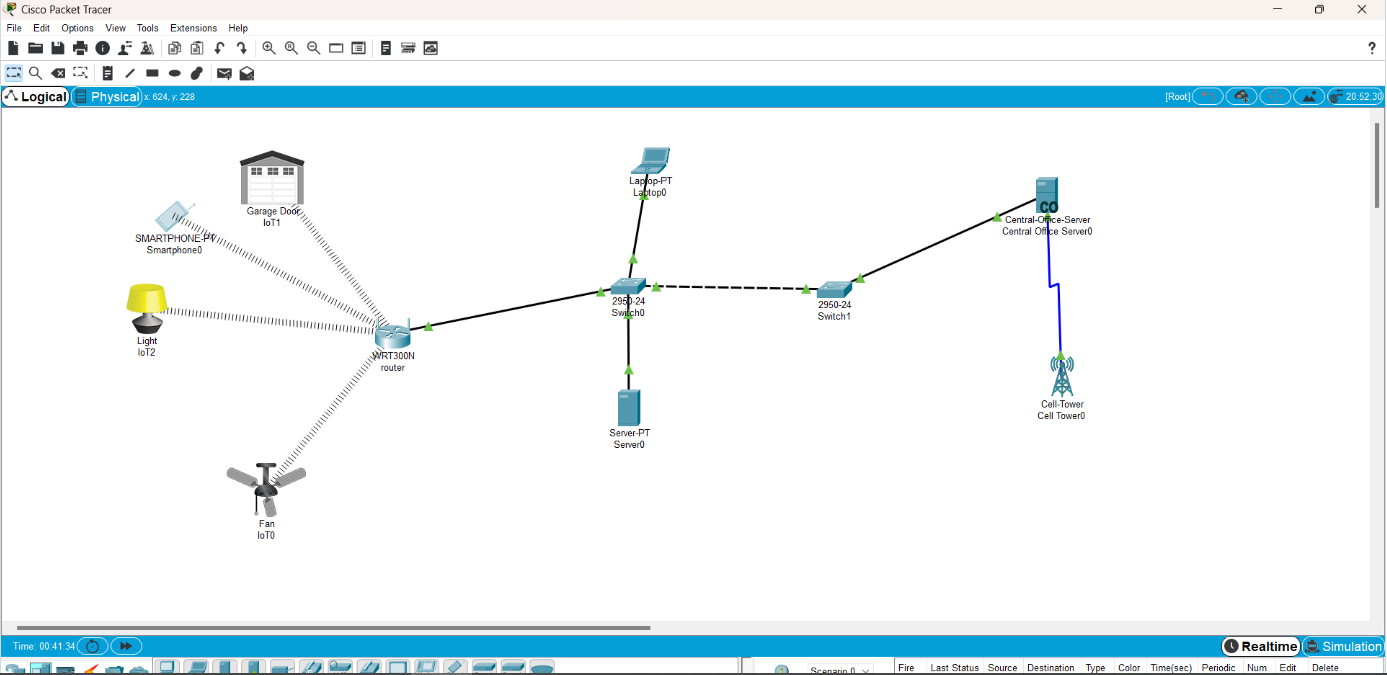 Cisco Packet Tracer
File Edit Options View Tools Extensions Help
?
Logical Physical x: 624, y: 228 [Root] 20:52:30
Garage Door
IoT1
SMARTPHONE-PT
Smartphone0
Light
IoT2
WRT300N
router
Fan
IoT0
Laptop-PT
Laptop0
2950-24
Switch0
Server-PT
Server0
2950-24
Switch1
CO
Central-Office-Server
Central Office Server0
Cell-Tower
Cell Tower0
Time: 00:41:34 Realtime Simulation
Scenario 0 Fire Last Status Source Destination Type Color Time(sec) Periodic Num Edit Delete